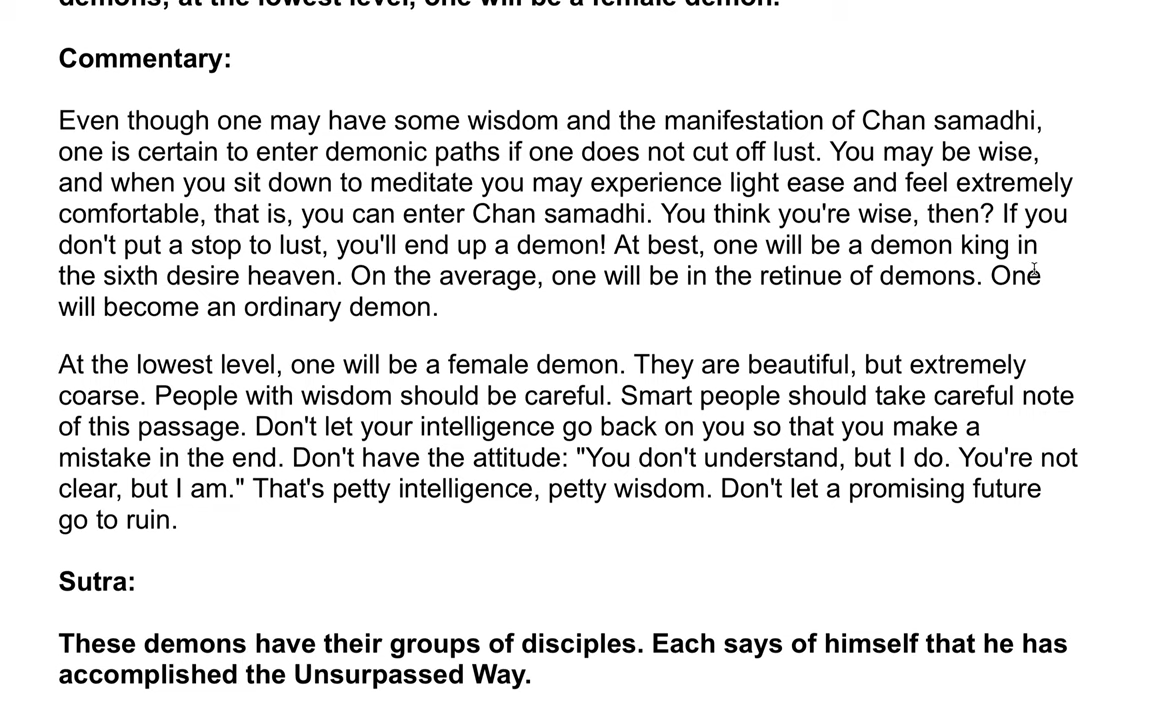 demons; at the lowest level, one will be a female demon.
Commentary:
Even though one may have some wisdom and the manifestation of Chan samadhi,
one is certain to enter demonic paths if one does not cut off lust. You may be wise,
and when you sit down to meditate you may experience light ease and feel extremely
comfortable, that is, you can enter Chan samadhi. You think you're wise, then? If you
don't put a stop to lust, you'll end up a demon! At best, one will be a demon king in
the sixth desire heaven. On the average, one will be in the retinue of demons. One
will become an ordinary demon.
At the lowest level, one will be a female demon. They are beautiful, but extremely
coarse. People with wisdom should be careful. Smart people should take careful note
of this passage. Don't let your intelligence go back on you so that you make a
mistake in the end. Don't have the attitude: "You don't understand, but I do. You're not
clear, but I am." That's petty intelligence, petty wisdom. Don't let a promising future
go to ruin.
Sutra:
These demons have their groups of disciples. Each says of himself that he has
accomplished the Unsurpassed Way.